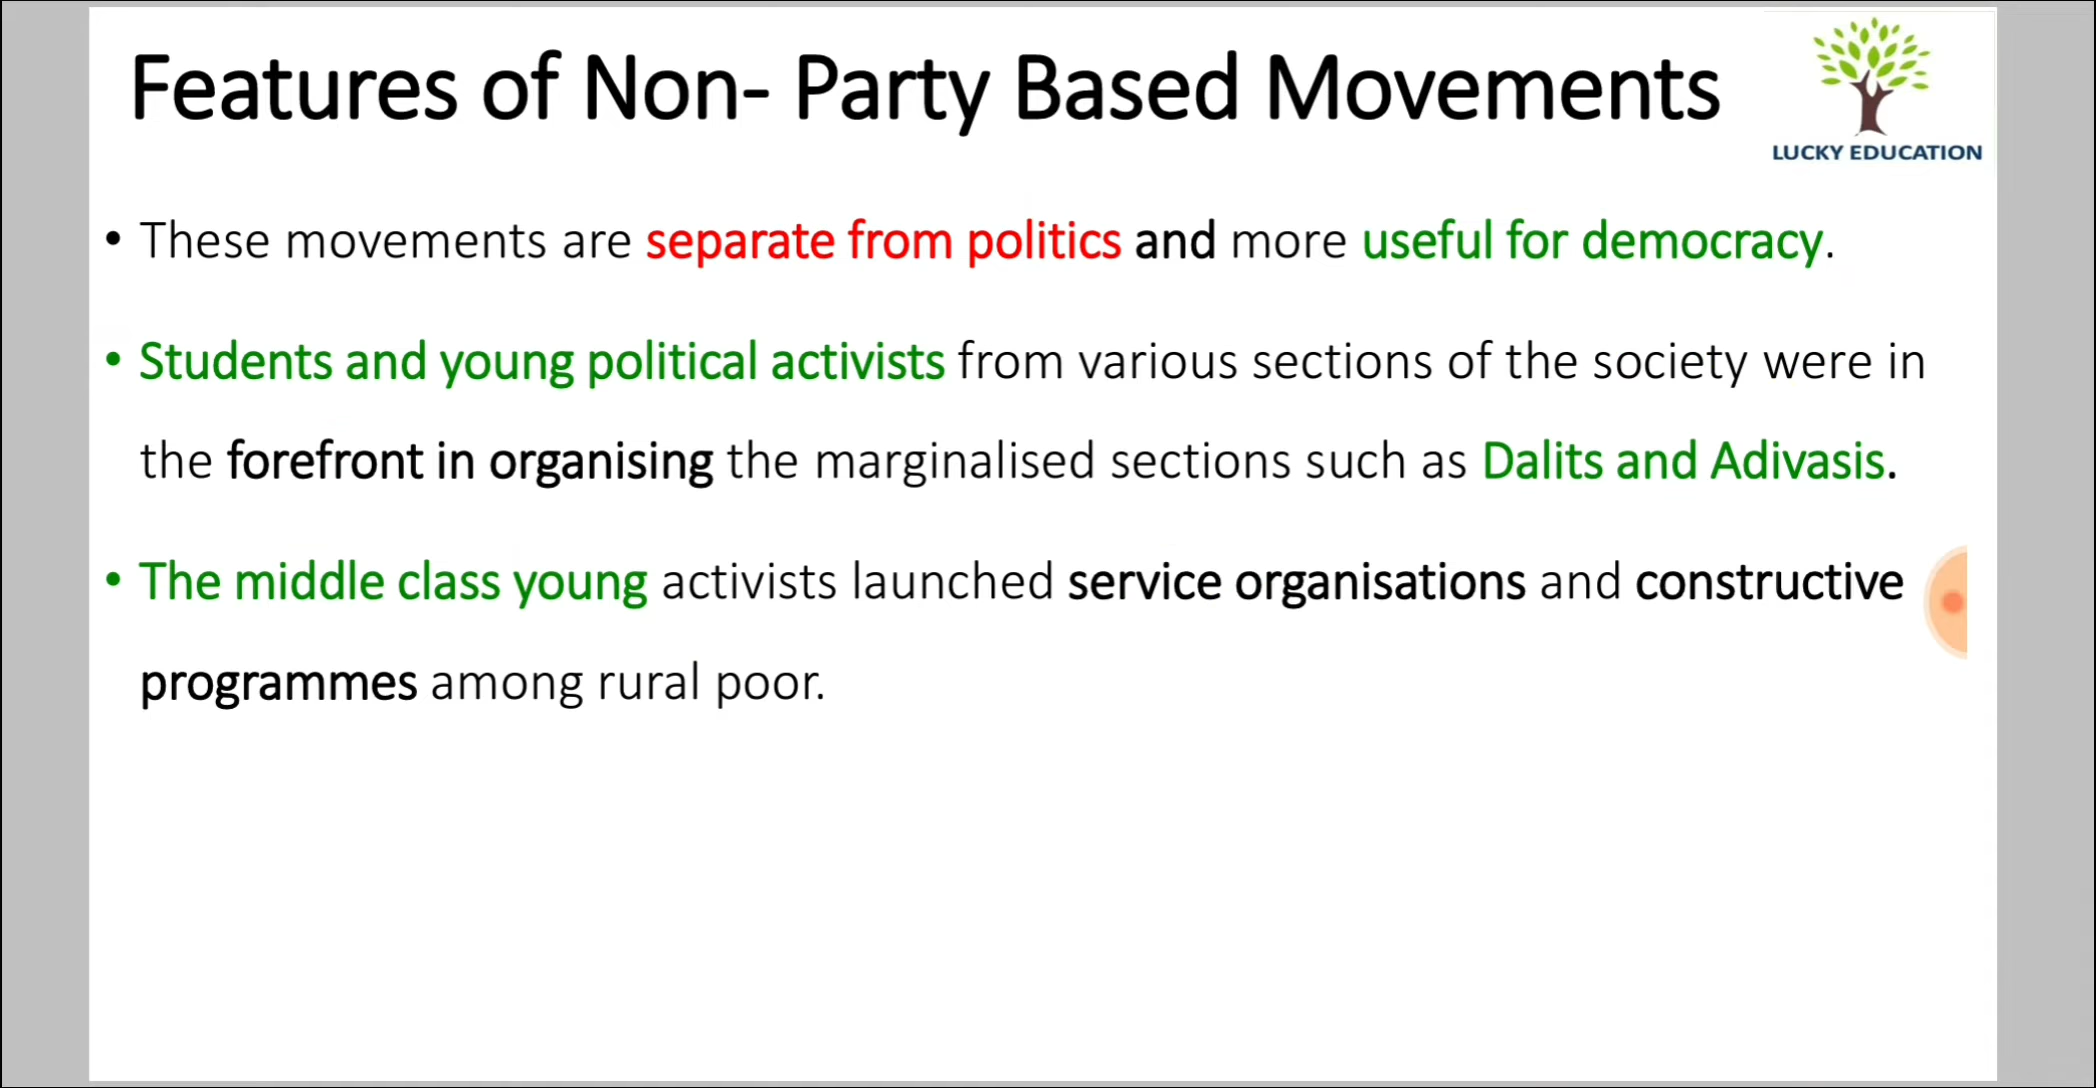 Features of Non- Party Based Movements
LUCKY EDUCATION
• These movements are separate from politics and more useful for democracy.
• Students and young political activists from various sections of the society were in
the forefront in organising the marginalised sections such as Dalits and Adivasis.
• The middle class young activists launched service organisations and constructive
programmes among rural poor.